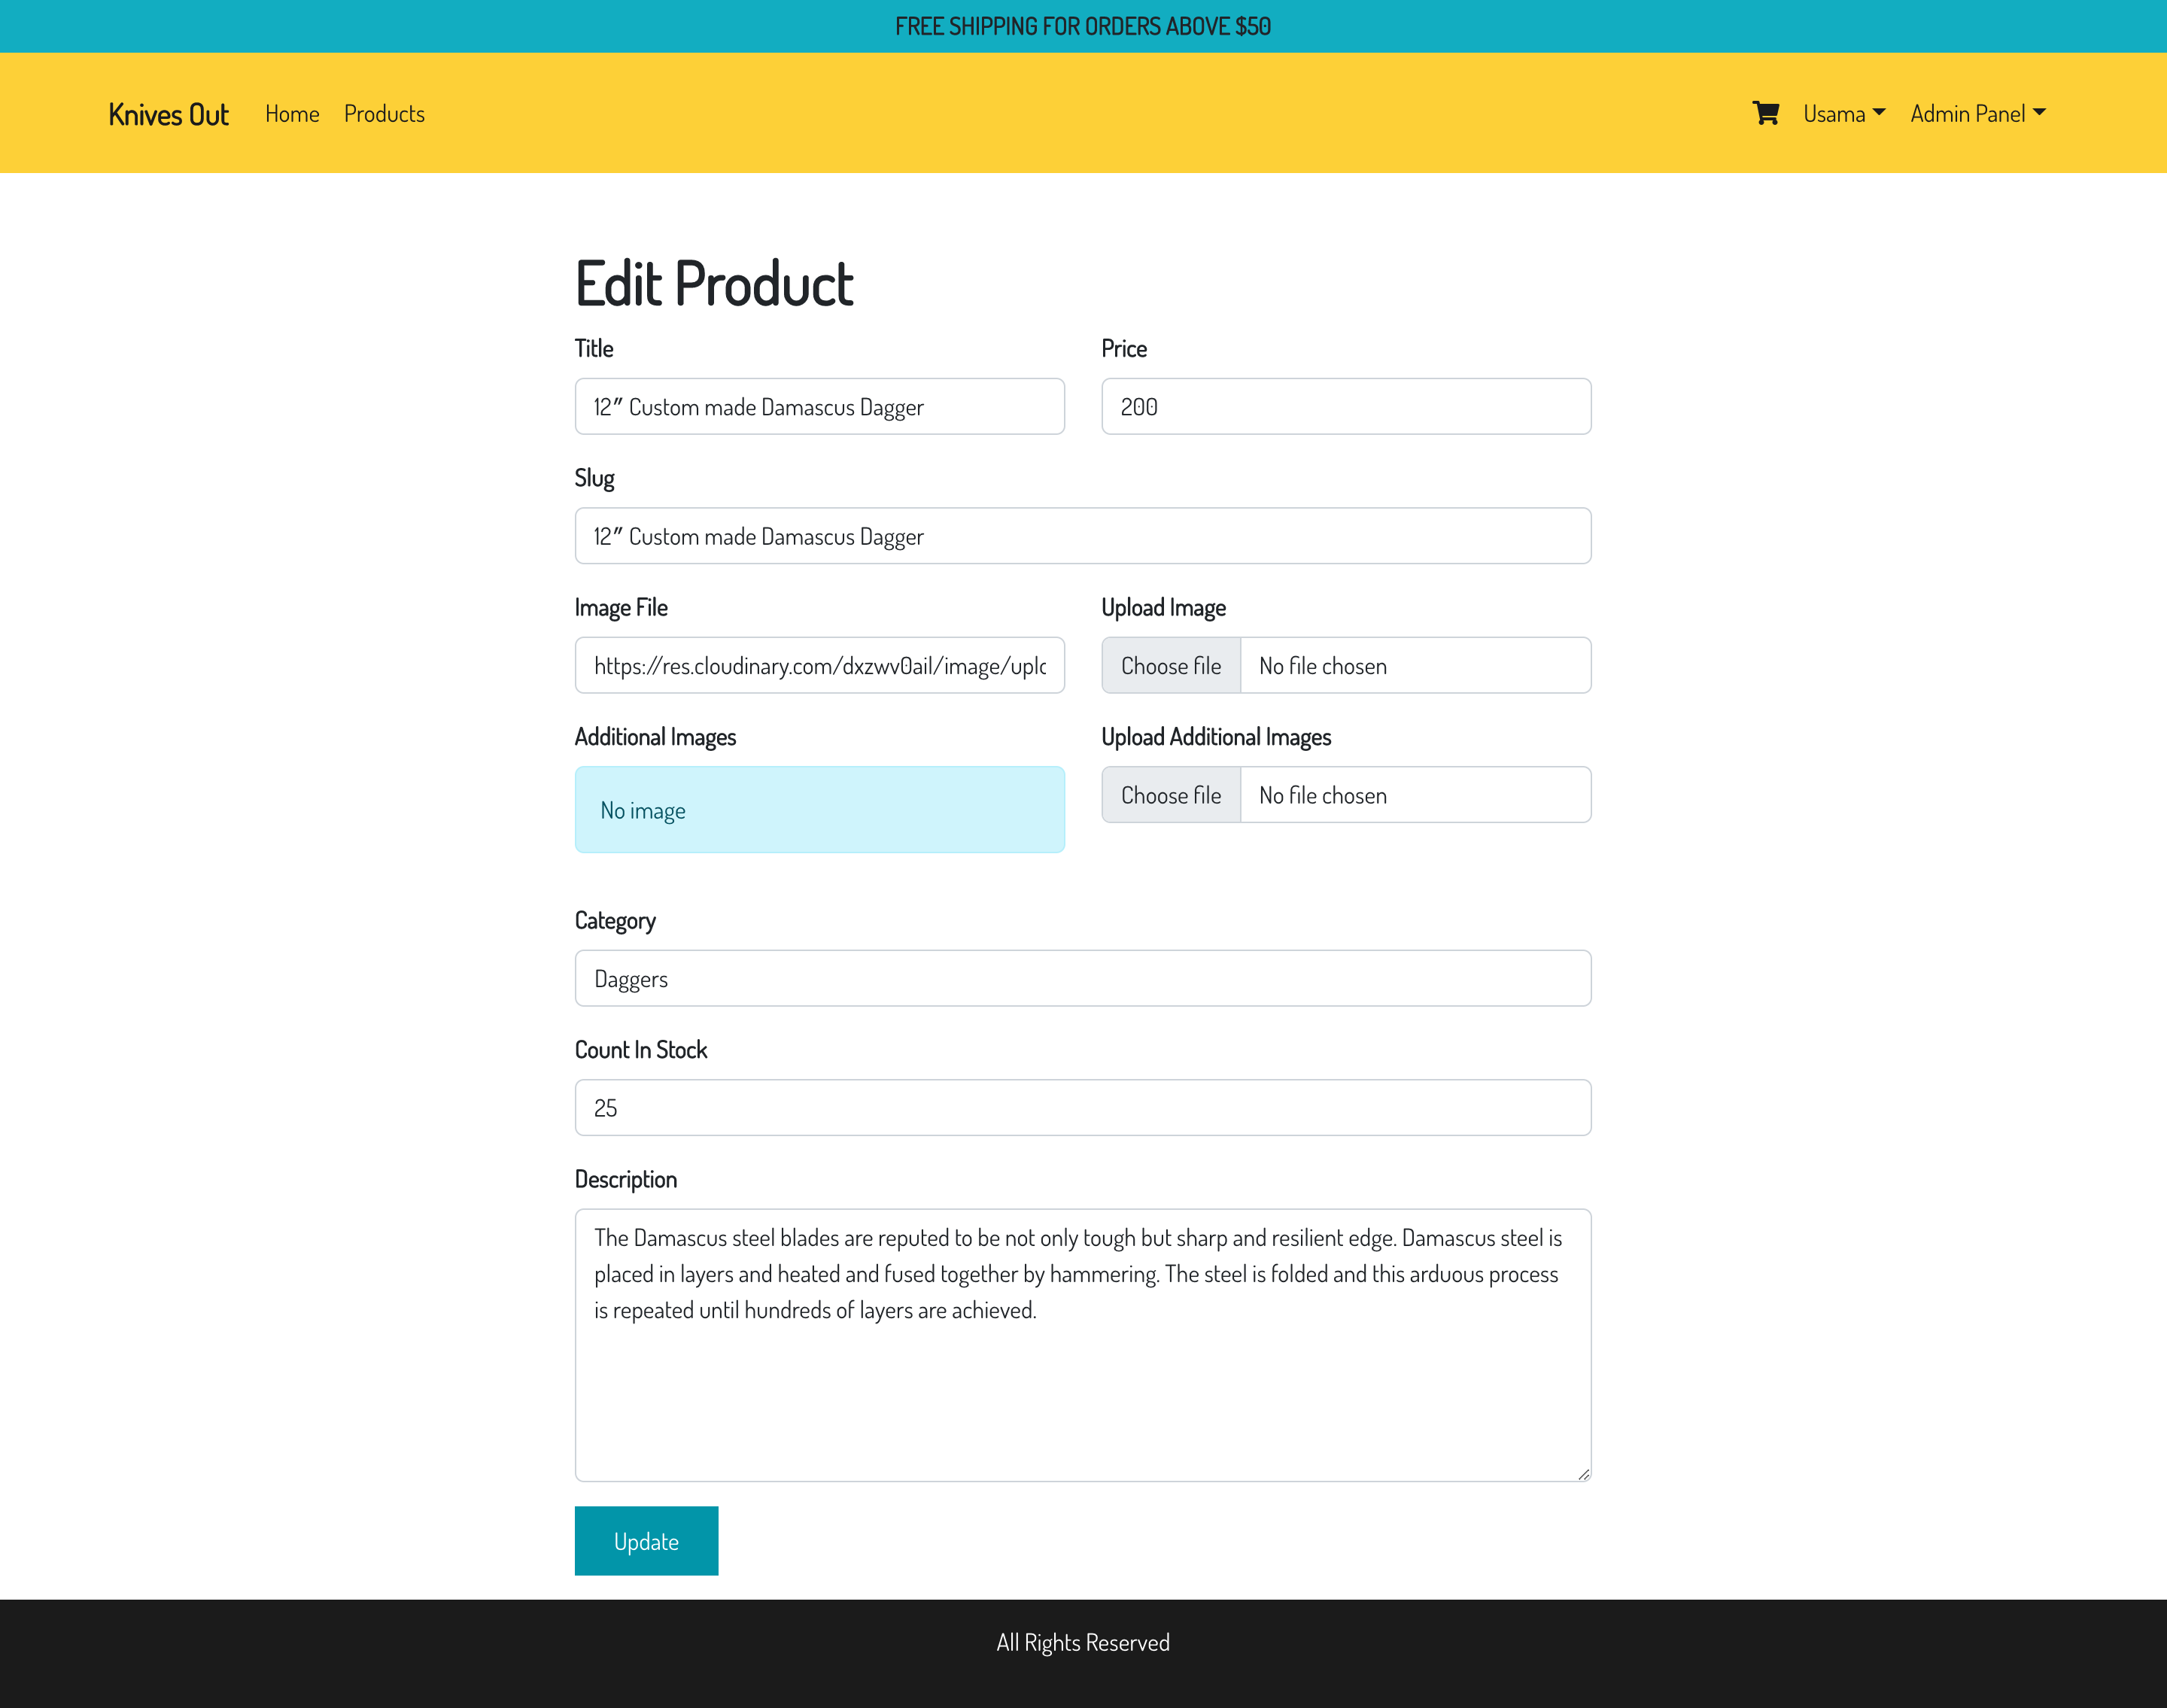 FREE SHIPPING FOR ORDERS ABOVE $50
Knives Out Home Products Usama Admin Panel
Edit Product
Title Price
12″ Custom made Damascus Dagger 200
Slug
12″ Custom made Damascus Dagger
Image File Upload Image
https://res.cloudinary.com/dxzwv0ail/image/uplo Choose file No file chosen
Additional Images Upload Additional Images
No image Choose file No file chosen
Category
Daggers
Count In Stock
25
Description
The Damascus steel blades are reputed to be not only tough but sharp and resilient edge. Damascus steel is
placed in layers and heated and fused together by hammering. The steel is folded and this arduous process
is repeated until hundreds of layers are achieved.
Update
All Rights Reserved